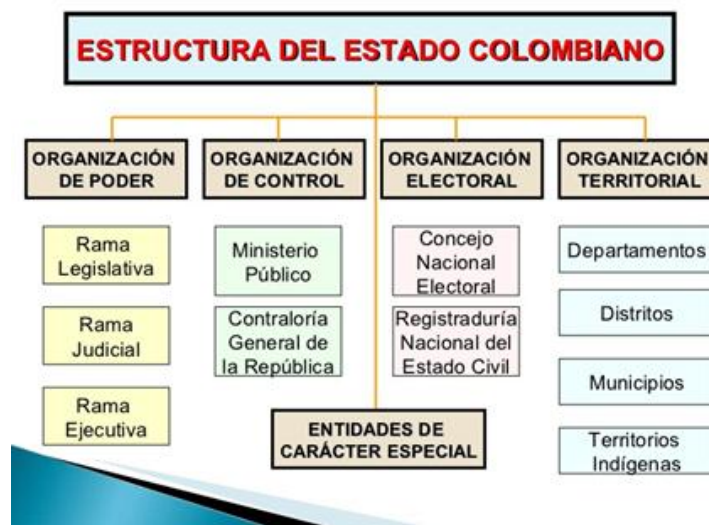 ESTRUCTURA DEL ESTADO COLOMBIANO
ORGANIZACIÓN
DE PODER
Rama
Legislativa
Rama
Judicial
Rama
Ejecutiva
ORGANIZACIÓN
DE CONTROL
Ministerio
Público
Contraloría
General de
la República
ORGANIZACIÓN
ELECTORAL
Concejo
Nacional
Electoral
Registraduría
Nacional del
Estado Civil
ORGANIZACIÓN
TERRITORIAL
Departamentos
Distritos
Municipios
Territorios
Indígenas
ENTIDADES DE
CARÁCTER ESPECIAL